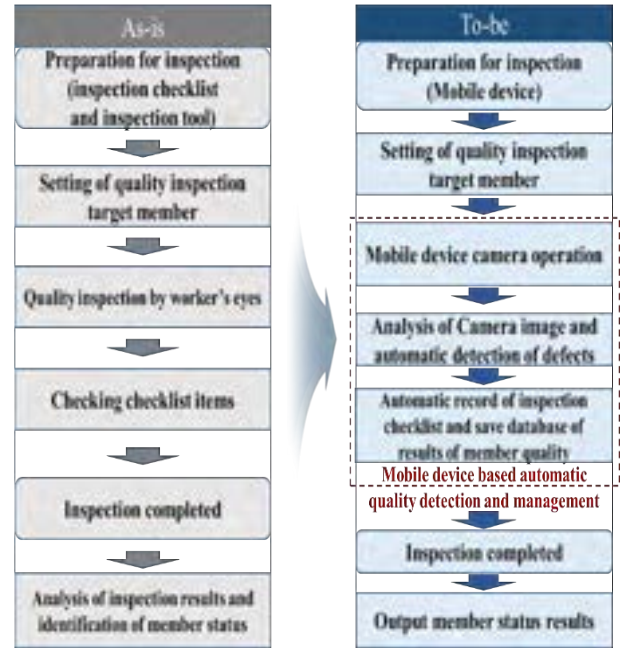 As-is
Preparation for inspection
(inspection checklist
and inspection tool)
Setting of quality inspection
target member
Quality inspection by worker's eyes
Checking checklist items
Inspection completed
Analysis of inspection results and
identification of member status
To-be
Preparation for inspection
(Mobile device)
Setting of quality inspection
target member
Mobile device camera operation
Analysis of Camera image and
automatic detection of defects
Automatic record of inspection
checklist and save database of
results of member quality
Mobile device based automatic
quality detection and management
Inspection completed
Output member status results